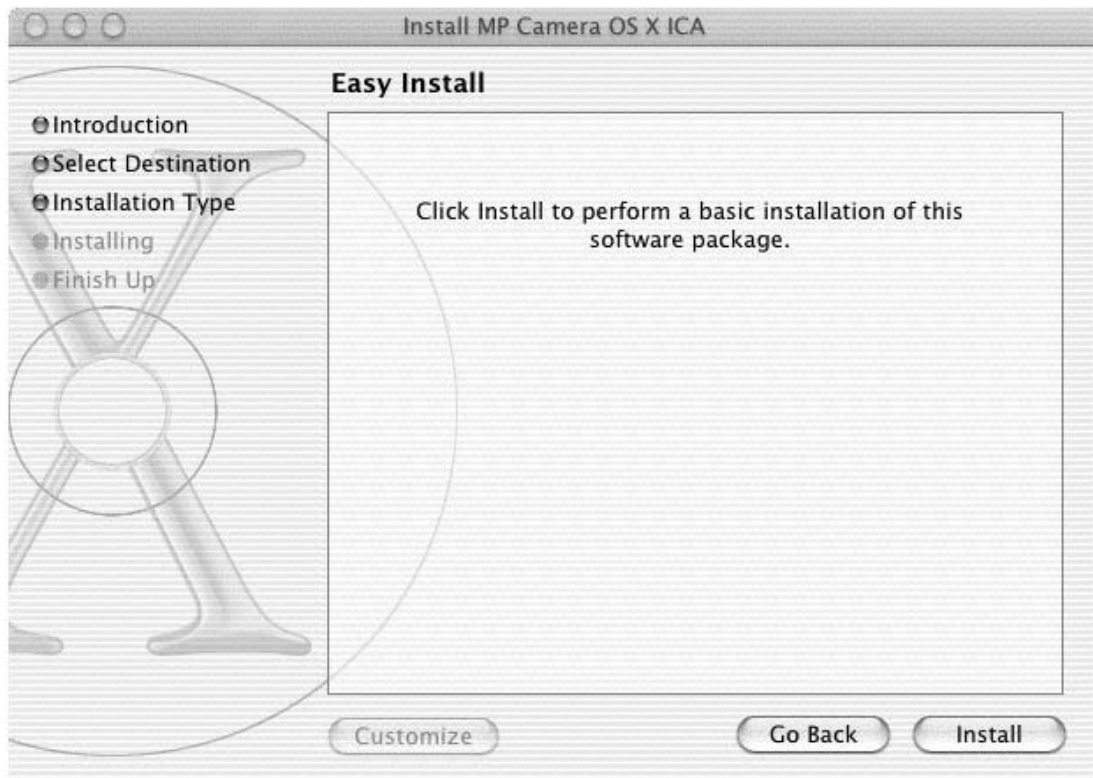 Install MP Camera OS X ICA
Easy Install
Introduction
Select Destination
Installation Type
Installing
Finish Up
Click Install to perform a basic installation of this
software package.
Customize
Go Back
Install